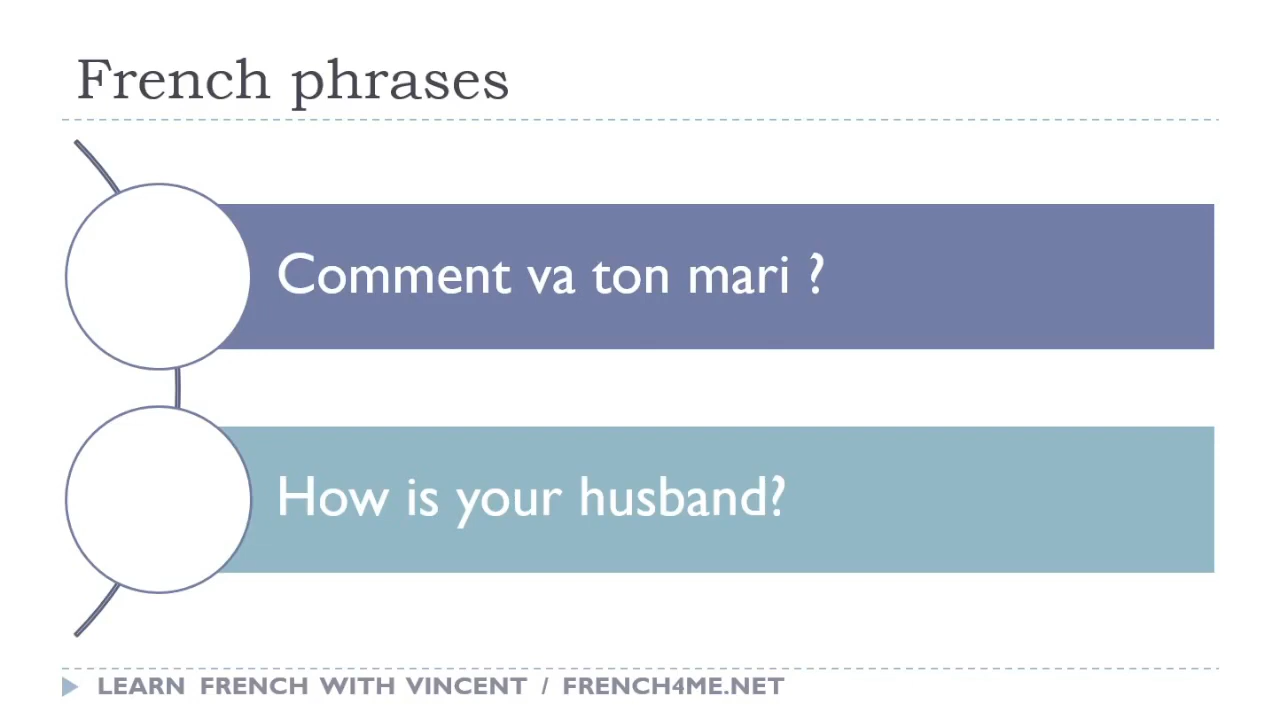 French phrases
Comment va ton mari ?
How is your husband?
LEARN FRENCH WITH VINCENT / FRENCH4ME.NET